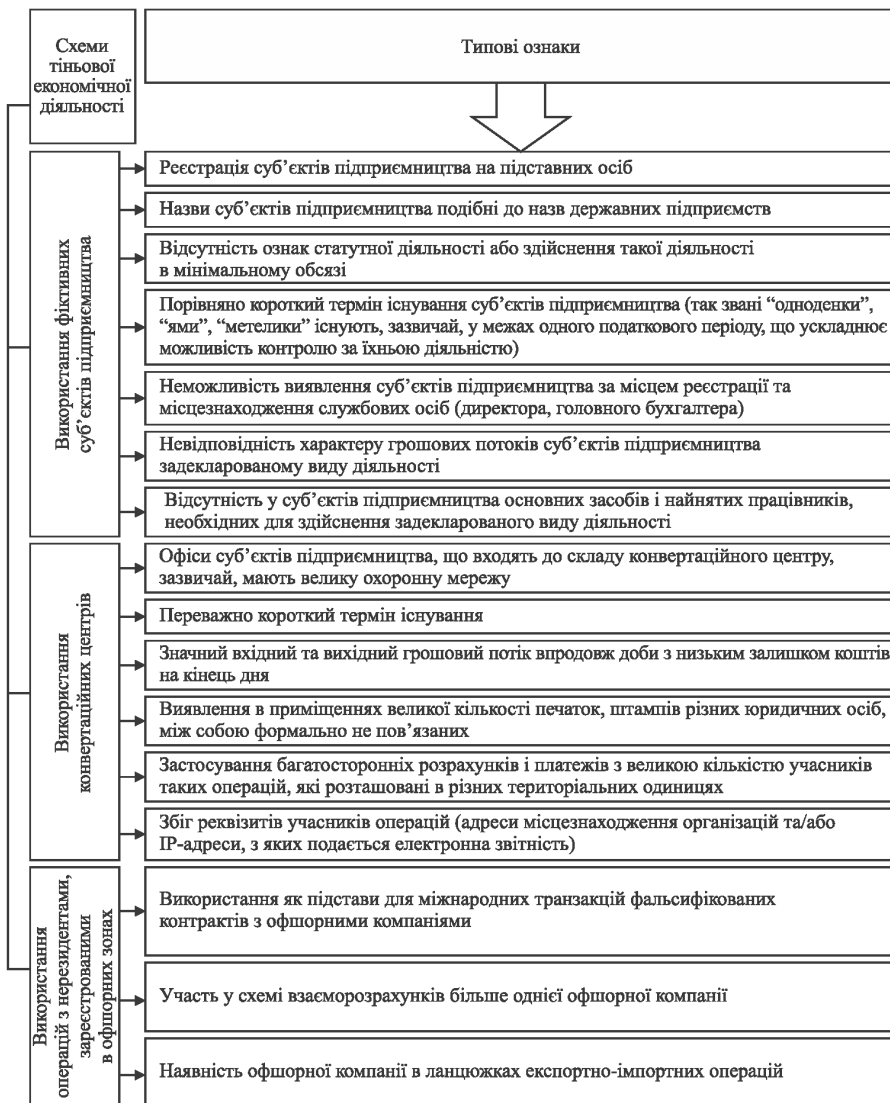 Схеми
тіньової
економічної
діяльності
Типові ознаки
Використання фіктивних
суб’єктів підприємництва
Реєстрація суб’єктів підприємництва на підставних осіб
Назви суб’єктів підприємництва подібні до назв державних підприємств
Відсутність ознак статутної діяльності або здійснення такої діяльності
в мінімальному обсязі
Порівняно короткий термін існування суб’єктів підприємництва (так звані “одноденки”,
“ями”, “метелики” існують, зазвичай, у межах одного податкового періоду, що ускладнює
можливість контролю за їхньою діяльністю)
Неможливість виявлення суб’єктів підприємництва за місцем реєстрації та
місцезнаходження службових осіб (директора, головного бухгалтера)
Невідповідність характеру грошових потоків суб’єктів підприємництва
задекларованому виду діяльності
Відсутність у суб’єктів підприємництва основних засобів і найнятих працівників,
необхідних для здійснення задекларованого виду діяльності
Використання
конвертаційних центрів
Офіси суб’єктів підприємництва, що входять до складу конвертаційного центру,
зазвичай, мають велику охоронну мережу
Переважно короткий термін існування
Значний вхідний та вихідний грошовий потік впродовж доби з низьким залишком коштів
на кінець дня
Виявлення в приміщеннях великої кількості печаток, штампів різних юридичних осіб,
між собою формально не пов’язаних
Застосування багатосторонніх розрахунків і платежів з великою кількістю учасників
таких операцій, які розташовані в різних територіальних одиницях
Збіг реквізитів учасників операцій (адреси місцезнаходження організацій та/або
IP-адреси, з яких подається електронна звітність)
Використання
операцій з нерезидентами,
зареєстрованими
в офшорних зонах
Використання як підстави для міжнародних транзакцій фальсифікованих
контрактів з офшорними компаніями
Участь у схемі взаєморозрахунків більше однієї офшорної компанії
Наявність офшорної компанії в ланцюжках експортно-імпортних операцій